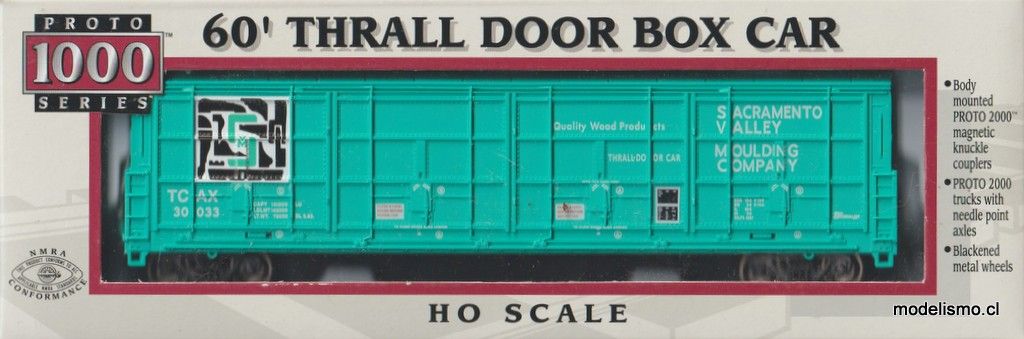 PROTO
1000
SERIES™
60' THRALL DOOR BOX CAR
TCAX
30033
Quality Wood Products
THRALL-DOOR CAR
SACRAMENTO
VALLEY
MOULDING
COMPANY
• Body
mounted
PROTO 2000™
magnetic
knuckle
couplers
• PROTO 2000
trucks with
needle point
axles
• Blackened
metal wheels
NMRA
CONFORMANCE
HO SCALE
modelismo.cl